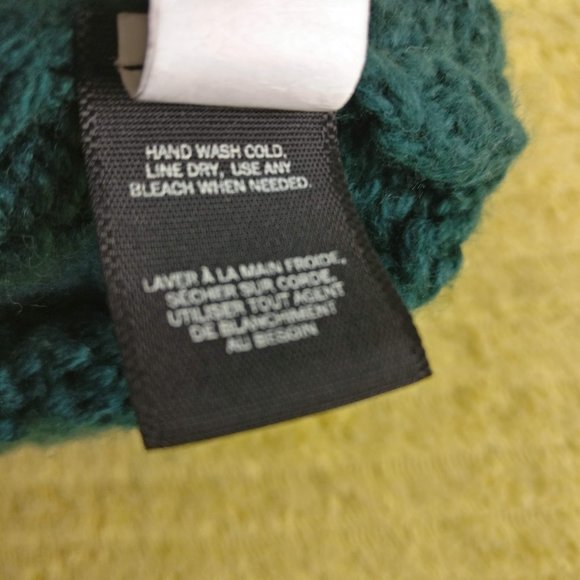 HAND WASH COLD,
LINE DRY, USE ANY
BLEACH WHEN NEEDED.
LAVER À LA MAIN FROIDE,
SÉCHER SUR CORDE,
UTILISER TOUT AGENT
DE BLANCHIMENT
AU BESOIN